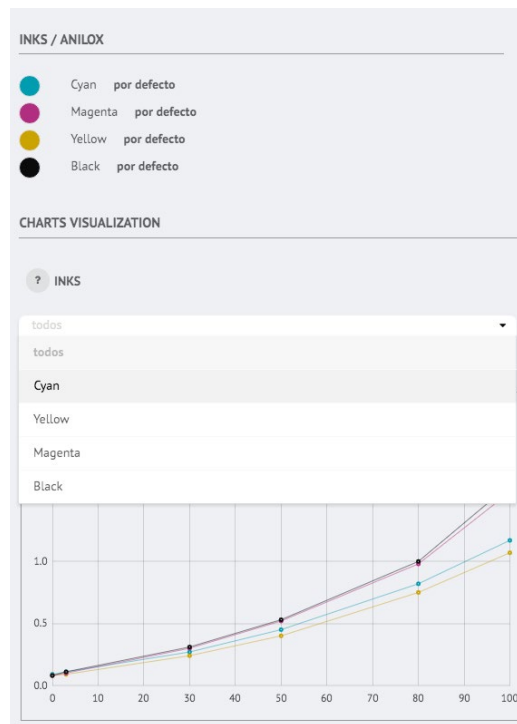 INKS / ANILOX
Cyan por defecto
Magenta por defecto
Yellow por defecto
Black por defecto
CHARTS VISUALIZATION
? INKS
todos
todos
Cyan
Yellow
Magenta
Black
1.0
0.5
0.0
0 10 20 30 40 50 60 70 80 90 100